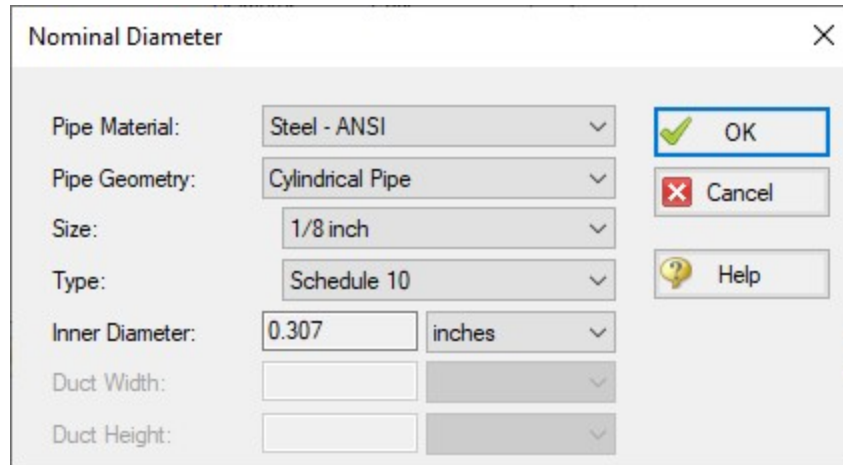 Nominal Diameter
Pipe Material: Steel - ANSI OK
Pipe Geometry: Cylindrical Pipe Cancel
Size: 1/8 inch
Type: Schedule 10 Help
Inner Diameter: 0.307 inches
Duct Width:
Duct Height: